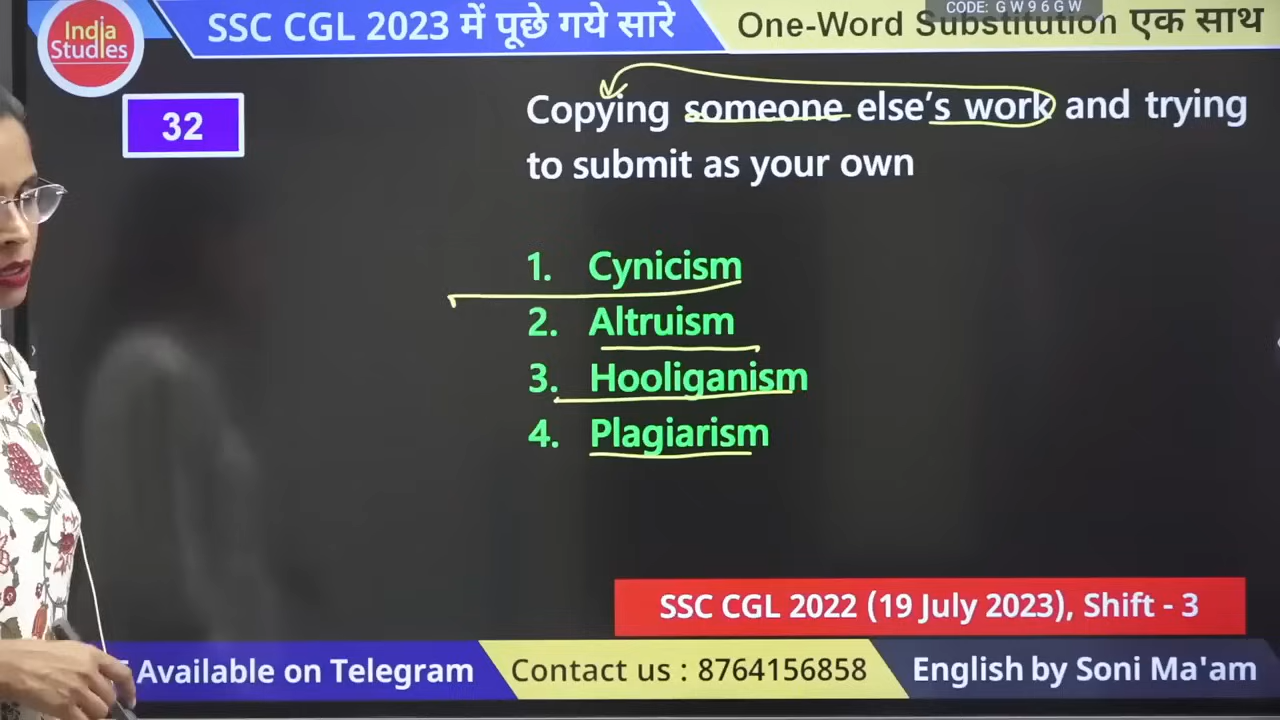 India
Studies
SSC CGL 2023 में पूछे गये सारे
One-Word Substitution एक साथ
CODE: GW96GW
32
Copying someone else's work and trying
to submit as your own
1. Cynicism
2. Altruism
3. Hooliganism
4. Plagiarism
SSC CGL 2022 (19 July 2023), Shift - 3
Available on Telegram
Contact us : 8764156858
English by Soni Ma'am